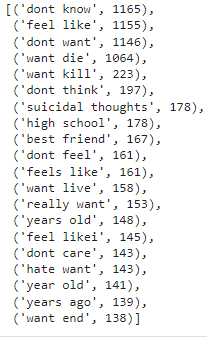 [('dont know', 1165),
('feel like', 1155),
('dont want', 1146),
('want die', 1064),
('want kill', 223),
('dont think', 197),
('suicidal thoughts', 178),
('high school', 178),
('best friend', 167),
('dont feel', 161),
('feels like', 161),
('want live', 158),
('really want', 153),
('years old', 148),
('feel likei', 145),
('dont care', 143),
('hate want', 143),
('year old', 141),
('years ago', 139),
('want end', 138)]